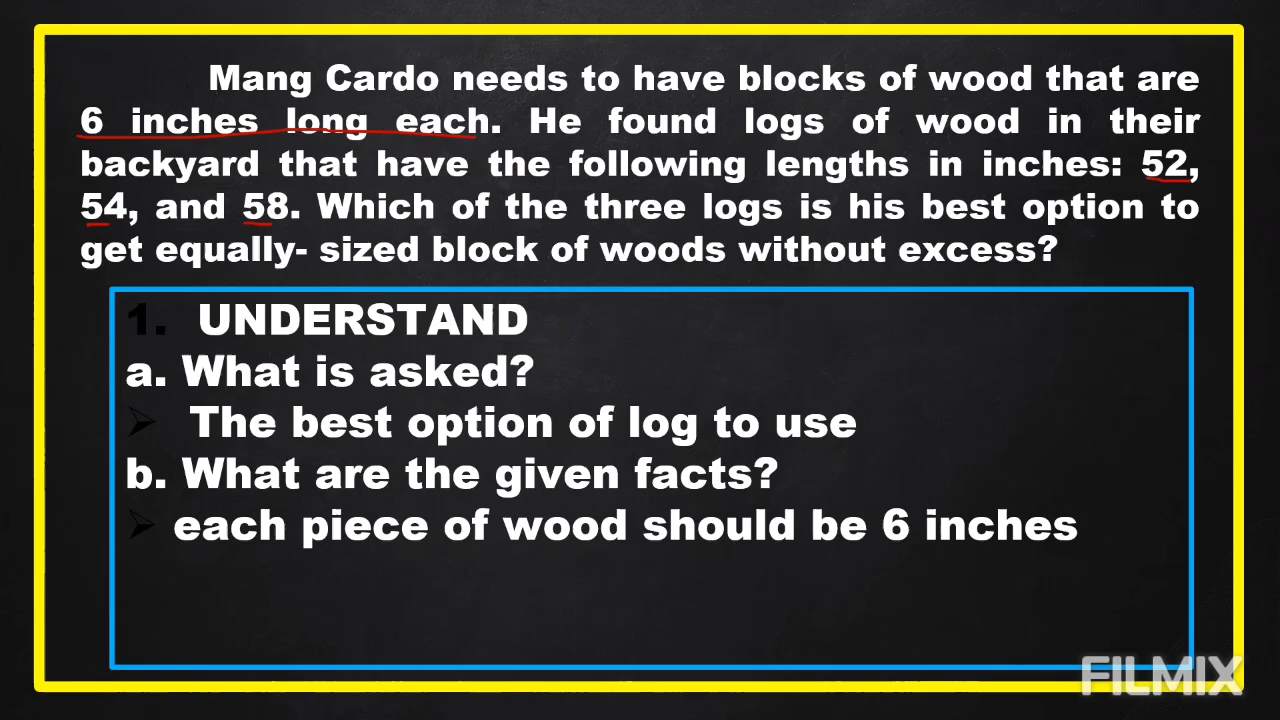 Mang Cardo needs to have blocks of wood that are
6 inches long each. He found logs of wood in their
backyard that have the following lengths in inches: 52,
54, and 58. Which of the three logs is his best option to
get equally- sized block of woods without excess?
1. UNDERSTAND
a. What is asked?
➢ The best option of log to use
b. What are the given facts?
➢ each piece of wood should be 6 inches
FILMIX